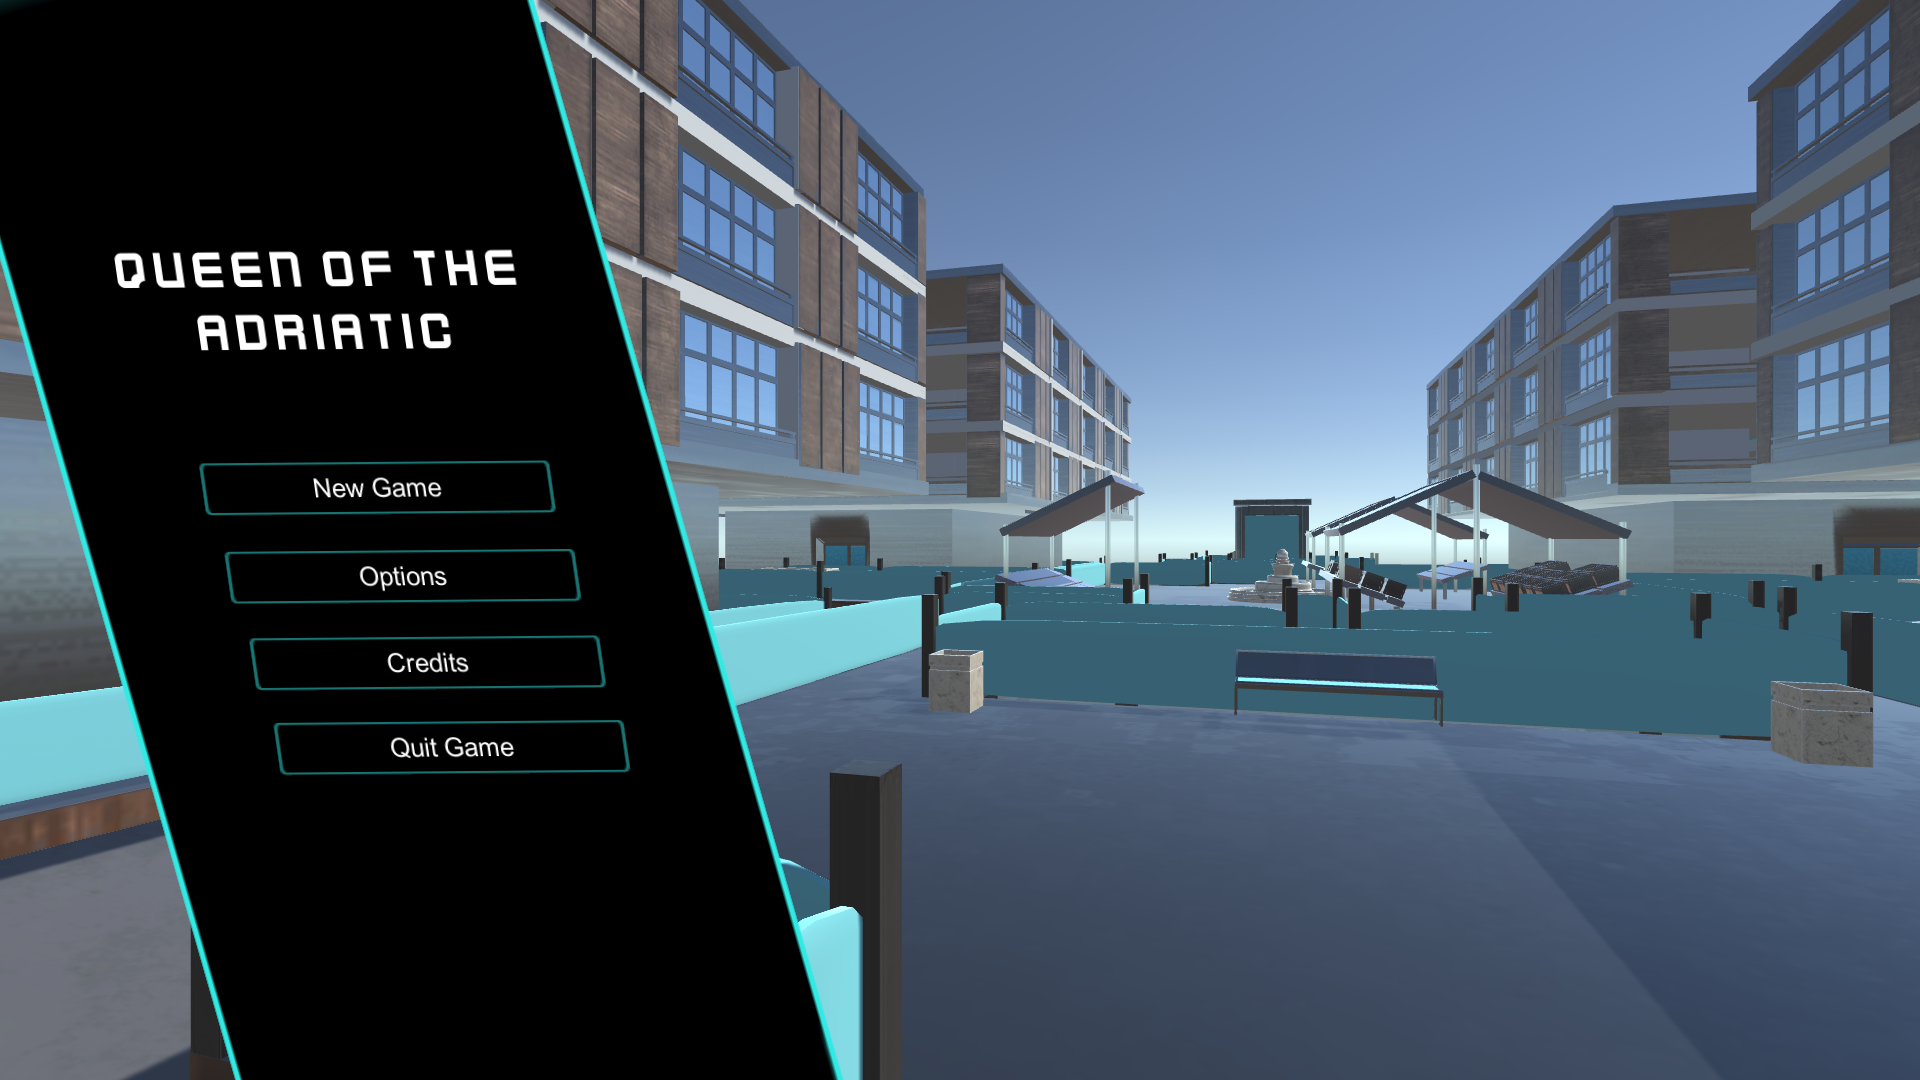 QUEEN OF THE
ADRIATIC
New Game
Options
Credits
Quit Game